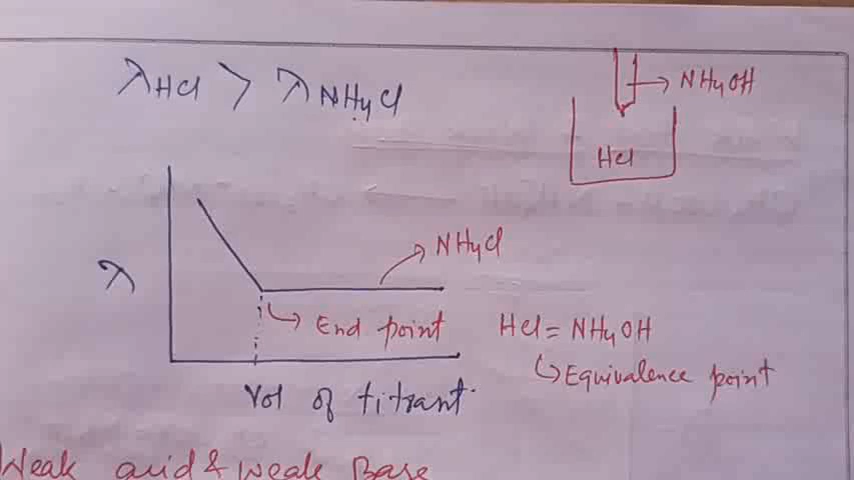 λHCl > λNH4Cl
NH4OH
HCl
NH4Cl
λ
End point
HCl = NH4OH
Equivalence point
Vol of titrant
Weak acid & weak Base